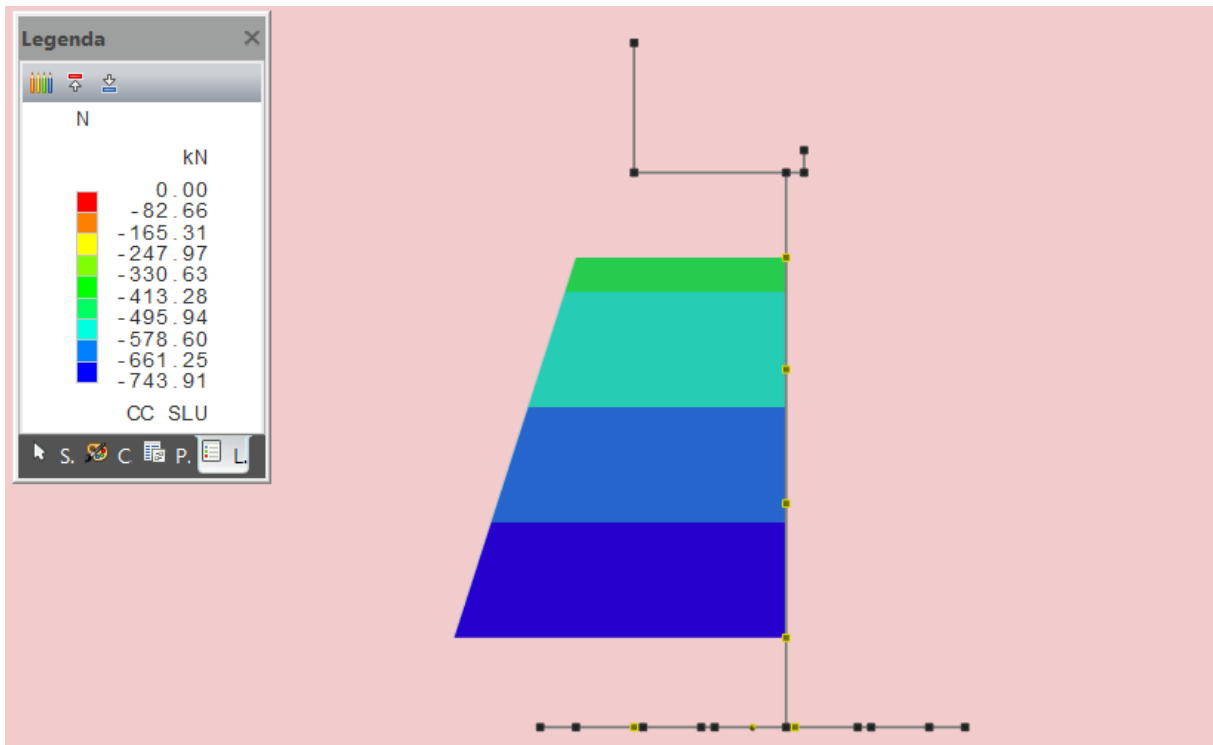 Legenda
N
kN
0.00
-82.66
-165.31
-247.97
-330.63
-413.28
-495.94
-578.60
-661.25
-743.91
CC SLU
S. C P. L.